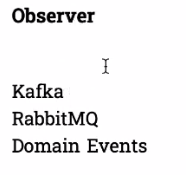 Observer
Kafka
RabbitMQ
Domain Events